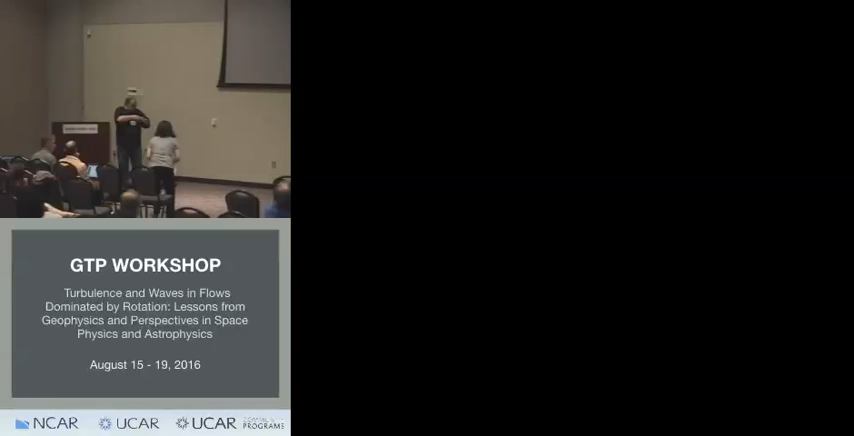 GTP WORKSHOP
Turbulence and Waves in Flows
Dominated by Rotation: Lessons from
Geophysics and Perspectives in Space
Physics and Astrophysics
August 15 - 19, 2016
NCAR
UCAR
UCAR
PROGRAMS